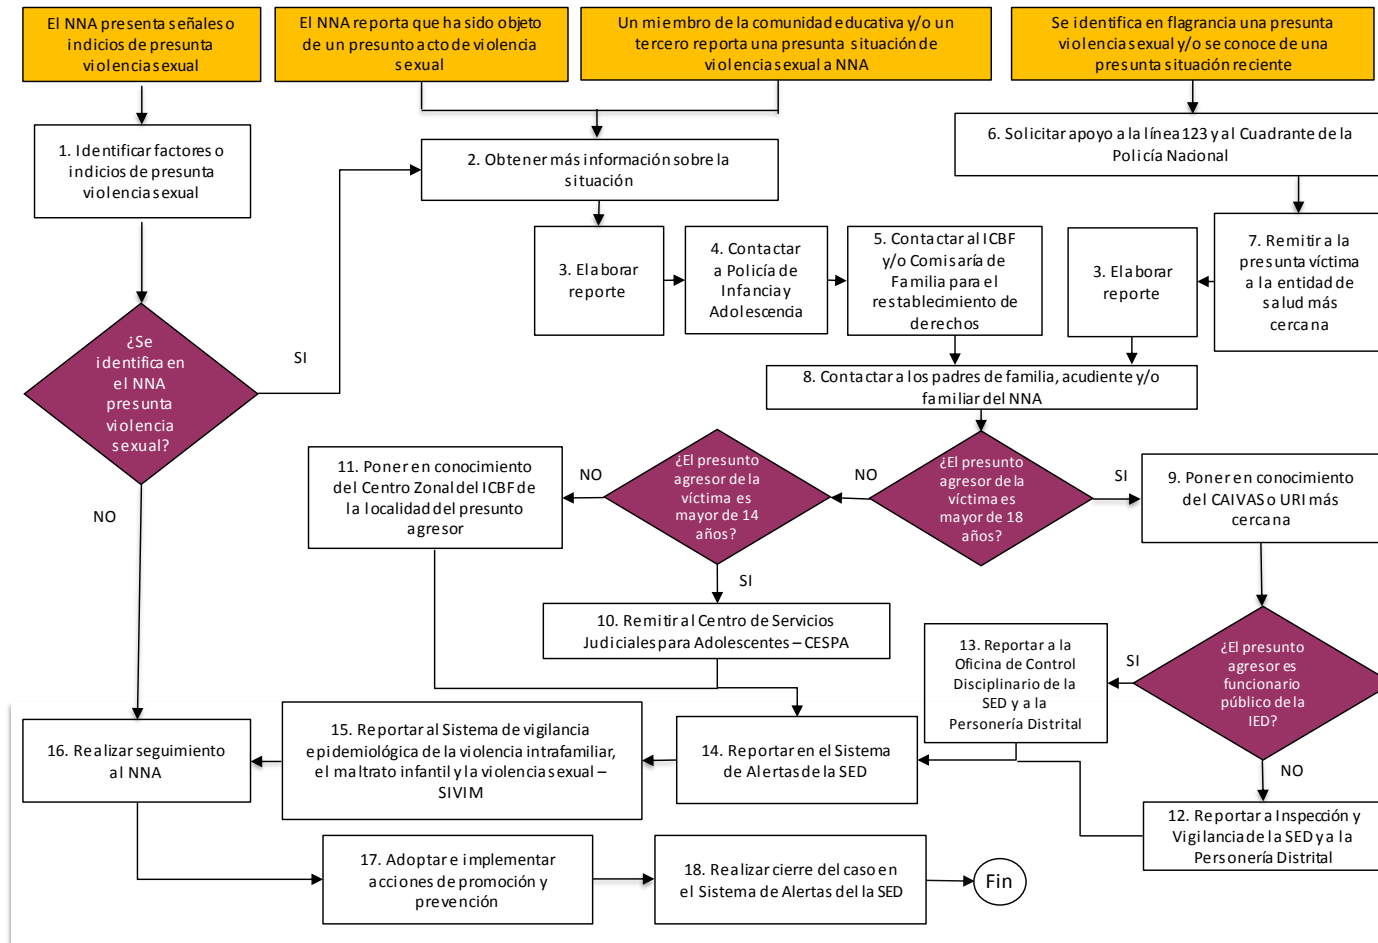 El NNA presenta señales o
indicios de presunta
violencia sexual
El NNA reporta que ha sido objeto
de un presunto acto de violencia
sexual
Un miembro de la comunidad educativa y/o un
tercero reporta una presunta situación de
violencia sexual a NNA
Se identifica en flagrancia una presunta
violencia sexual y/o se conoce de una
presunta situación reciente
1. Identificar factores o
indicios de presunta
violencia sexual
2. Obtener más información sobre la
situación
6. Solicitar apoyo a la línea 123 y al Cuadrante de la
Policía Nacional
3. Elaborar
reporte
4. Contactar
a Policía de
Infancia y
Adolescencia
5. Contactar al ICBF
y/o Comisaría de
Familia para el
restablecimiento de
derechos
3. Elaborar
reporte
7. Remitir a la
presunta víctima
a la entidad de
salud más
cercana
¿Se
identifica en
el NNA
presunta
violencia
sexual?
SI
NO
8. Contactar a los padres de familia, acudiente y/o
familiar del NNA
11. Poner en conocimiento
del Centro Zonal del ICBF de
la localidad del presunto
agresor
NO
¿El presunto
agresor de la
víctima es
mayor de 14
años?
NO
¿El presunto
agresor de la
víctima es
mayor de 18
años?
SI
9. Poner en conocimiento
del CAIVAS o URI más
cercana
SI
10. Remitir al Centro de Servicios
Judiciales para Adolescentes – CESPA
13. Reportar a la
Oficina de Control
Disciplinario de la
SED y a la
Personería Distrital
SI
¿El presunto
agresor es
funcionario
público de la
IED?
NO
16. Realizar seguimiento
al NNA
15. Reportar al Sistema de vigilancia
epidemiológica de la violencia intrafamiliar,
el maltrato infantil y la violencia sexual –
SIVIM
14. Reportar en el Sistema
de Alertas de la SED
12. Reportar a Inspección y
Vigilancia de la SED y a la
Personería Distrital
17. Adoptar e implementar
acciones de promoción y
prevención
18. Realizar cierre del caso en
el Sistema de Alertas del la SED
Fin